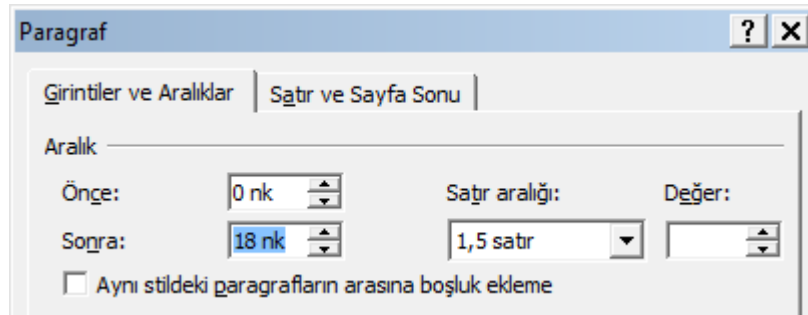 Paragraf
Girintiler ve Aralıklar Satır ve Sayfa Sonu
Aralık
Önce: 0 nk Satır aralığı: Değer:
Sonra: 18 nk 1,5 satır
Aynı stildeki paragrafların arasına boşluk ekleme